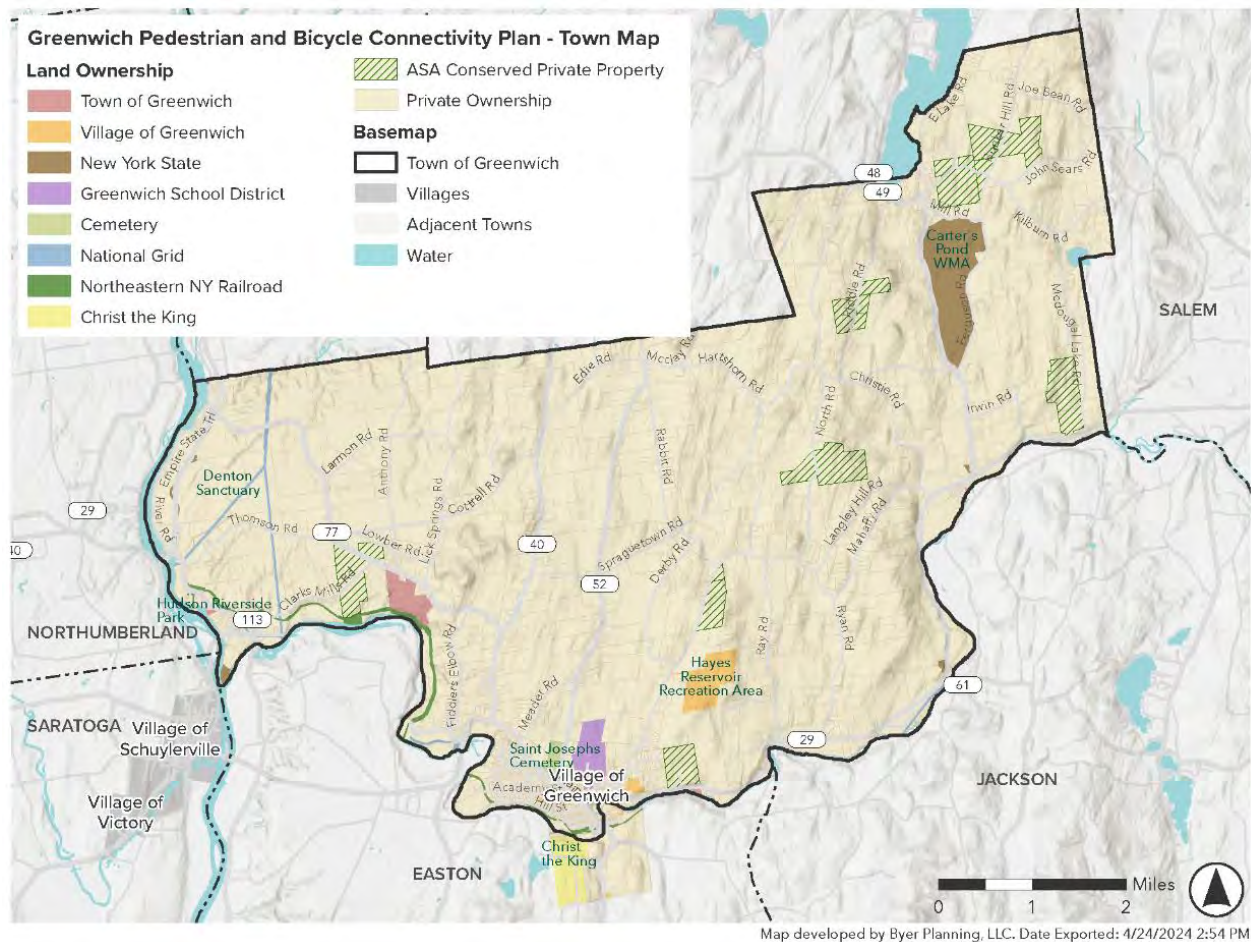 Greenwich Pedestrian and Bicycle Connectivity Plan - Town Map
Land Ownership
Town of Greenwich
Village of Greenwich
New York State
Greenwich School District
Cemetery
National Grid
Northeastern NY Railroad
Christ the King
ASA Conserved Private Property
Private Ownership
Basemap
Town of Greenwich
Villages
Adjacent Towns
Water
E Lake Rd
Joe Bean Rd
Hill Rd
John Sears Rd
48
49
Mill Rd
Kilburn Rd
Carter's
Pond
WMA
Ferguson Rd
SALEM
Edie Rd
Mcclay Rd
Hartshorn Rd
Christie Rd
North Rd
Irwin Rd
Empire State Trl
Larmon Rd
Anthony Rd
Rabbit Rd
Denton
Sanctuary
River Rd
29
Cottrell Rd
Lick Springs Rd
Langley Hill Rd
Mahaffy Rd
Thomson Rd
77
Lowber Rd
40
40
Spraguetown Rd
Derby Rd
52
Clarks Mills Rd
Hudson Riverside
Park
113
NORTHUMBERLAND
Fiddlers Elbow Rd
Ray Rd
Ryan Rd
Hayes
Reservoir
Recreation Area
61
Meader Rd
SARATOGA
Village of
Schuylerville
29
Saint Josephs
Cemetery
Village of
Greenwich
Academy St
Hill St
JACKSON
Village of
Victory
Christ
the King
EASTON
Miles
0
1
2
Map developed by Byer Planning, LLC. Date Exported: 4/24/2024 2:54 PM